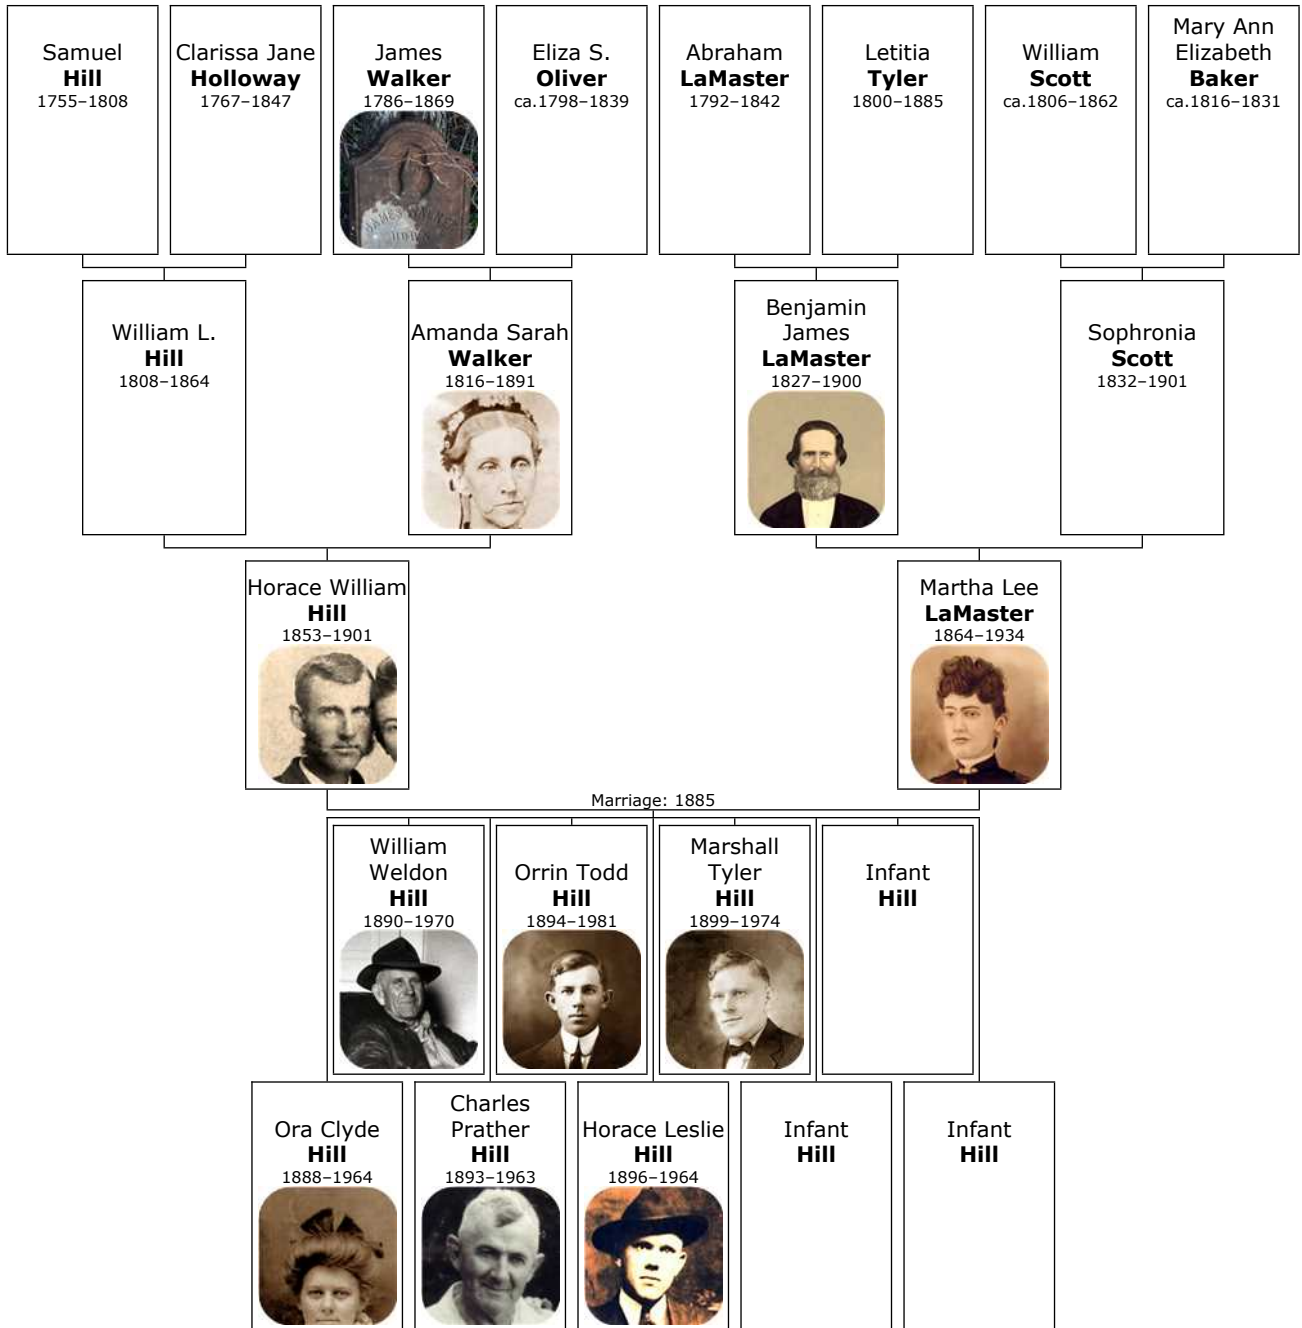 Samuel
Hill
1755–1808
Clarissa Jane
Holloway
1767–1847
James
Walker
1786–1869
JAMES WALKER
BORN
Eliza S.
Oliver
ca.1798–1839
Abraham
LaMaster
1792–1842
Letitia
Tyler
1800–1885
William
Scott
ca.1806–1862
Mary Ann
Elizabeth
Baker
ca.1816–1831
William L.
Hill
1808–1864
Amanda Sarah
Walker
1816–1891
Benjamin
James
LaMaster
1827–1900
Sophronia
Scott
1832–1901
Horace William
Hill
1853–1901
Martha Lee
LaMaster
1864–1934
Marriage: 1885
William
Weldon
Hill
1890–1970
Orrin Todd
Hill
1894–1981
Marshall
Tyler
Hill
1899–1974
Infant
Hill
Ora Clyde
Hill
1888–1964
Charles
Prather
Hill
1893–1963
Horace Leslie
Hill
1896–1964
Infant
Hill
Infant
Hill